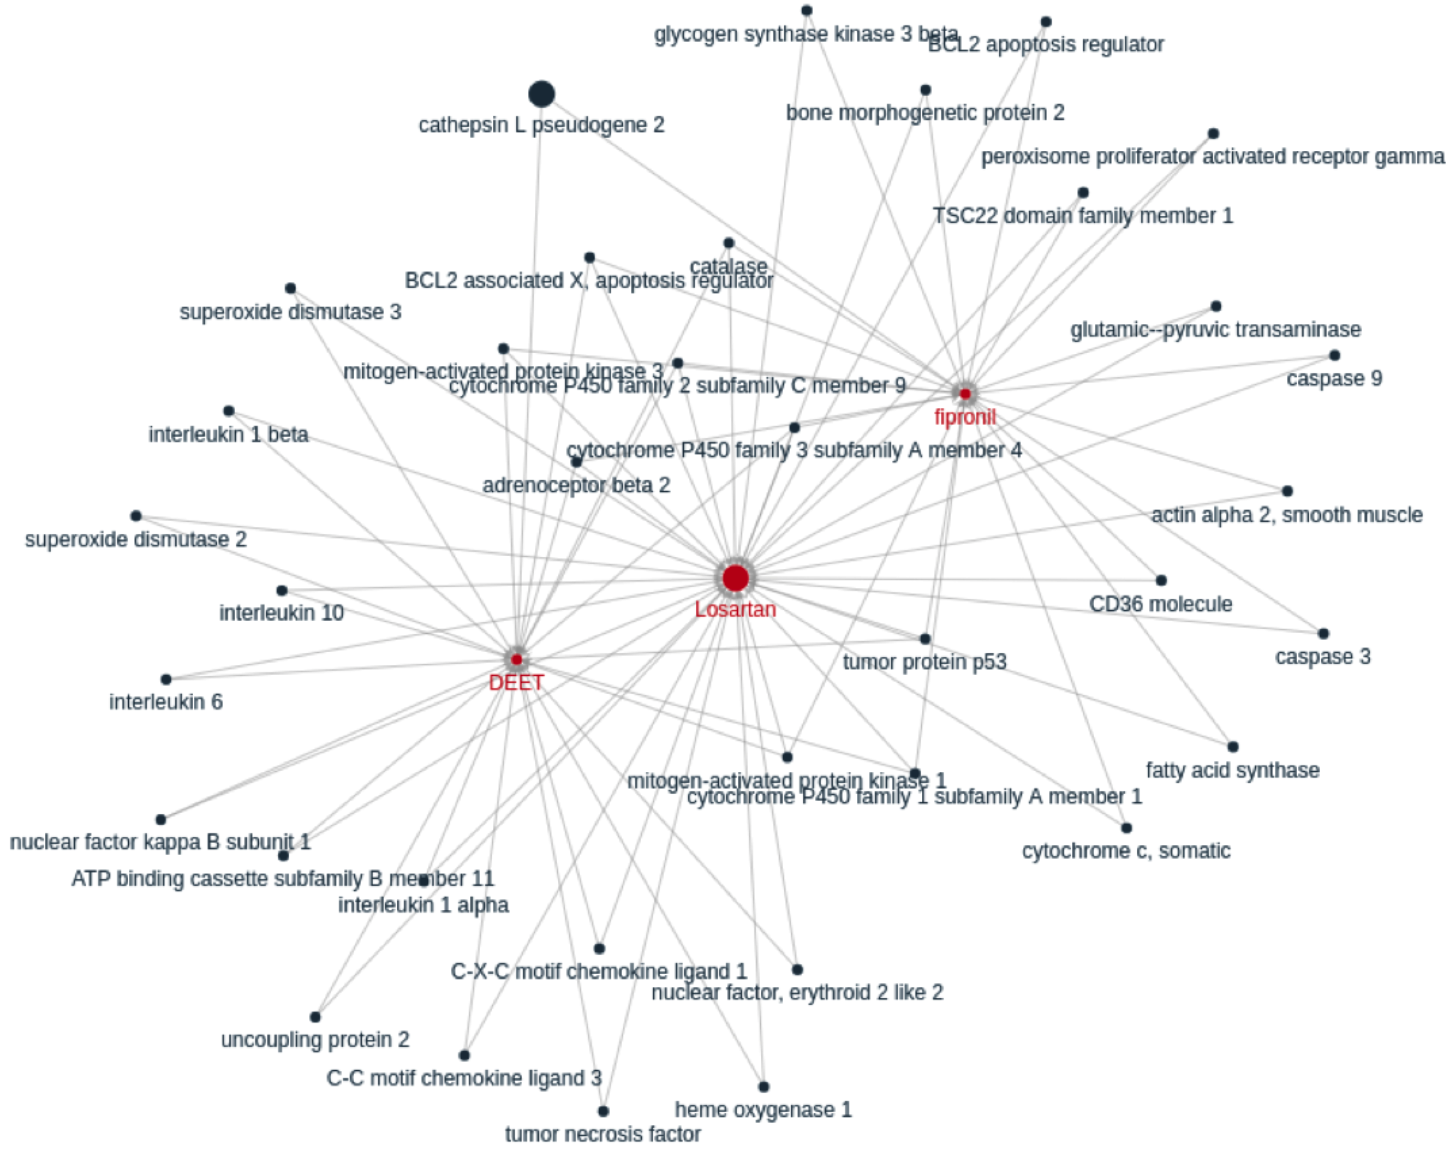 glycogen synthase kinase 3 beta
BCL2 apoptosis regulator
bone morphogenetic protein 2
cathepsin L pseudogene 2
peroxisome proliferator activated receptor gamma
TSC22 domain family member 1
catalase
BCL2 associated X, apoptosis regulator
superoxide dismutase 3
glutamic--pyruvic transaminase
mitogen-activated protein kinase 3
cytochrome P450 family 2 subfamily C member 9
caspase 9
fipronil
interleukin 1 beta
cytochrome P450 family 3 subfamily A member 4
adrenoceptor beta 2
actin alpha 2, smooth muscle
superoxide dismutase 2
CD36 molecule
Losartan
interleukin 10
caspase 3
tumor protein p53
DEET
interleukin 6
fatty acid synthase
mitogen-activated protein kinase 1
cytochrome P450 family 1 subfamily A member 1
nuclear factor kappa B subunit 1
cytochrome c, somatic
ATP binding cassette subfamily B member 11
interleukin 1 alpha
C-X-C motif chemokine ligand 1
nuclear factor, erythroid 2 like 2
uncoupling protein 2
C-C motif chemokine ligand 3
heme oxygenase 1
tumor necrosis factor